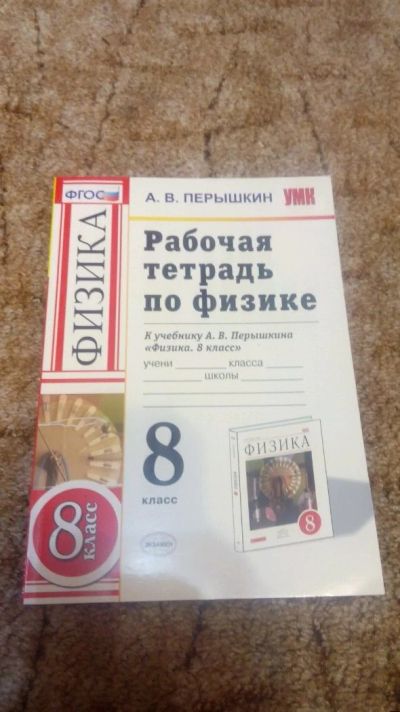 ФГОС
А. В. ПЕРЫШКИН
УМК
ФИЗИКА
Рабочая
тетрадь
по физике
К учебнику А. В. Перышкина
«Физика. 8 класс»
учени класса
школы
8
класс
ФИЗИКА
8
8
класс
ЭКЗАМЕН